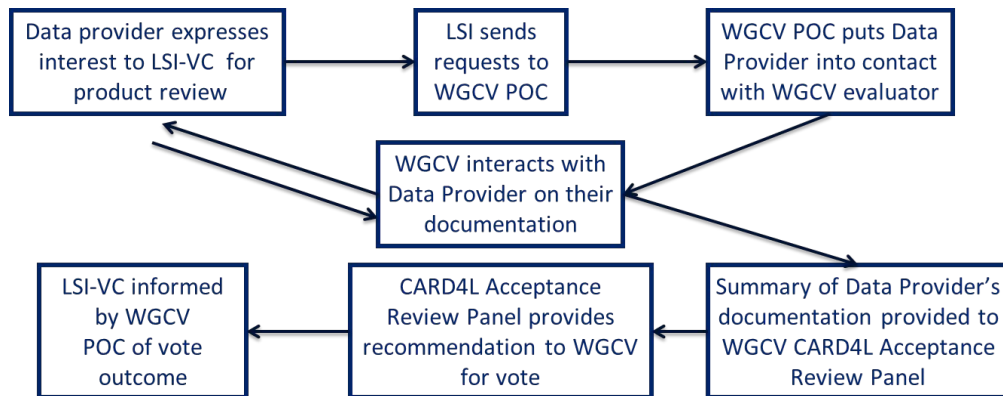 Data provider expresses
interest to LSI-VC for
product review
LSI sends
requests to
WGCV POC
WGCV POC puts Data
Provider into contact
with WGCV evaluator
WGCV interacts with
Data Provider on their
documentation
LSI-VC informed
by WGCV
POC of vote
outcome
CARD4L Acceptance
Review Panel provides
recommendation to WGCV
for vote
Summary of Data Provider’s
documentation provided to
WGCV CARD4L Acceptance
Review Panel